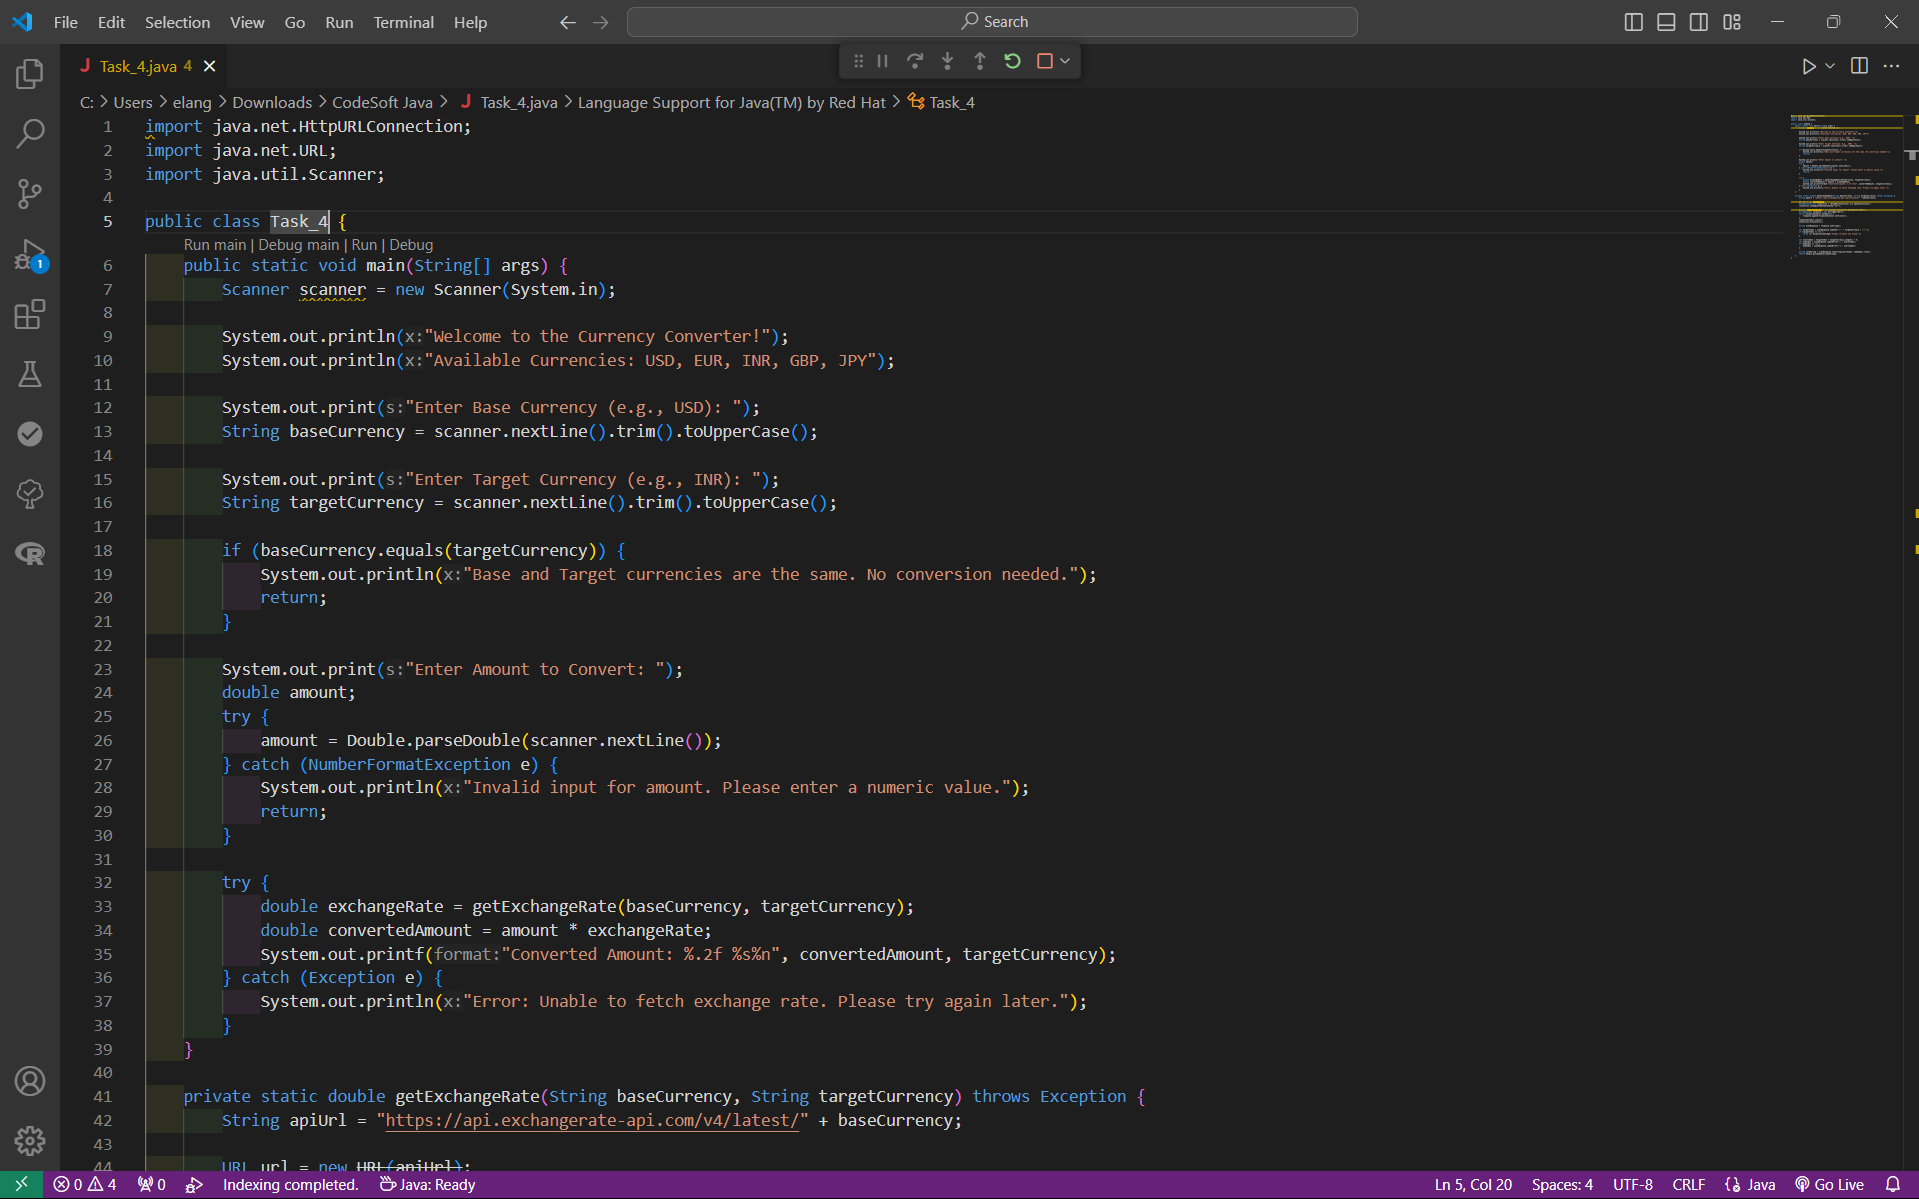 File Edit Selection View Go Run Terminal Help
Search
Task_4.java 4
C: > Users > elang > Downloads > CodeSoft Java > J Task_4.java > Language Support for Java(TM) by Red Hat > Task_4
1 import java.net.HttpURLConnection;
2 import java.net.URL;
3 import java.util.Scanner;
4
5 public class Task_4 {
Run main | Debug main | Run | Debug
6 public static void main(String[] args) {
7 Scanner scanner = new Scanner(System.in);
8
9 System.out.println(x:"Welcome to the Currency Converter!");
10 System.out.println(x:"Available Currencies: USD, EUR, INR, GBP, JPY");
11
12 System.out.print(s:"Enter Base Currency (e.g., USD): ");
13 String baseCurrency = scanner.nextLine().trim().toUpperCase();
14
15 System.out.print(s:"Enter Target Currency (e.g., INR): ");
16 String targetCurrency = scanner.nextLine().trim().toUpperCase();
17
18 if (baseCurrency.equals(targetCurrency)) {
19 System.out.println(x:"Base and Target currencies are the same. No conversion needed.");
20 return;
21 }
22
23 System.out.print(s:"Enter Amount to Convert: ");
24 double amount;
25 try {
26 amount = Double.parseDouble(scanner.nextLine());
27 } catch (NumberFormatException e) {
28 System.out.println(x:"Invalid input for amount. Please enter a numeric value.");
29 return;
30 }
31
32 try {
33 double exchangeRate = getExchangeRate(baseCurrency, targetCurrency);
34 double convertedAmount = amount * exchangeRate;
35 System.out.printf(format:"Converted Amount: %.2f %s%n", convertedAmount, targetCurrency);
36 } catch (Exception e) {
37 System.out.println(x:"Error: Unable to fetch exchange rate. Please try again later.");
38 }
39 }
40
41 private static double getExchangeRate(String baseCurrency, String targetCurrency) throws Exception {
42 String apiUrl = "https://api.exchangerate-api.com/v4/latest/" + baseCurrency;
43
44 URL url = new URL(apiUrl);
1
0 4 0 Indexing completed. Java: Ready Ln 5, Col 20 Spaces: 4 UTF-8 CRLF Java Go Live